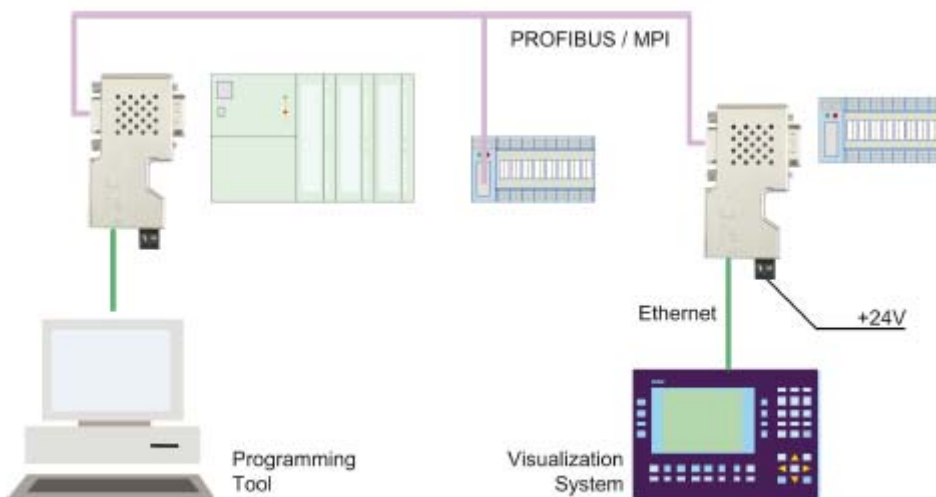 PROFIBUS / MPI
Ethernet
+24V
Programming
Tool
Visualization
System